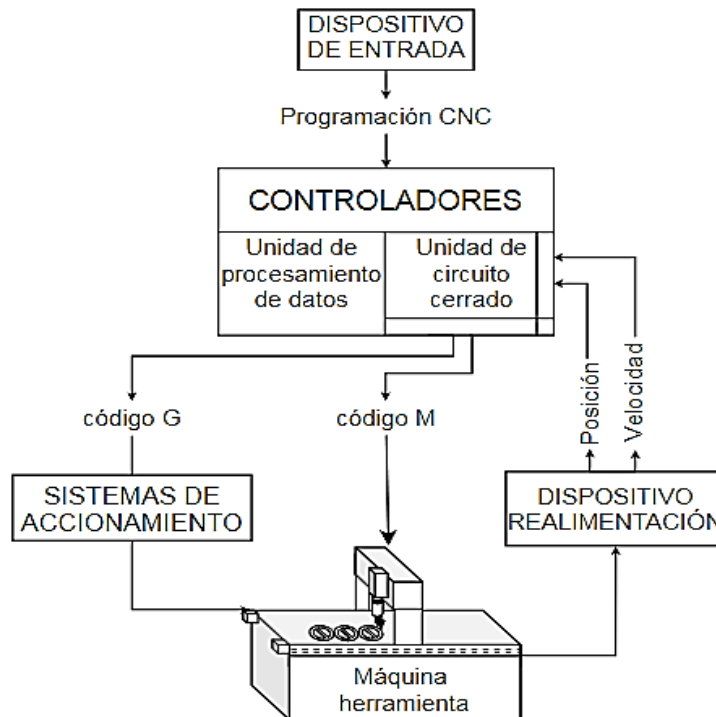 DISPOSITIVO
DE ENTRADA
Programación CNC
CONTROLADORES
Unidad de
procesamiento
de datos
Unidad de
circuito
cerrado
código G
código M
Posición
Velocidad
SISTEMAS DE
ACCIONAMIENTO
DISPOSITIVO
REALIMENTACIÓN
Máquina
herramienta